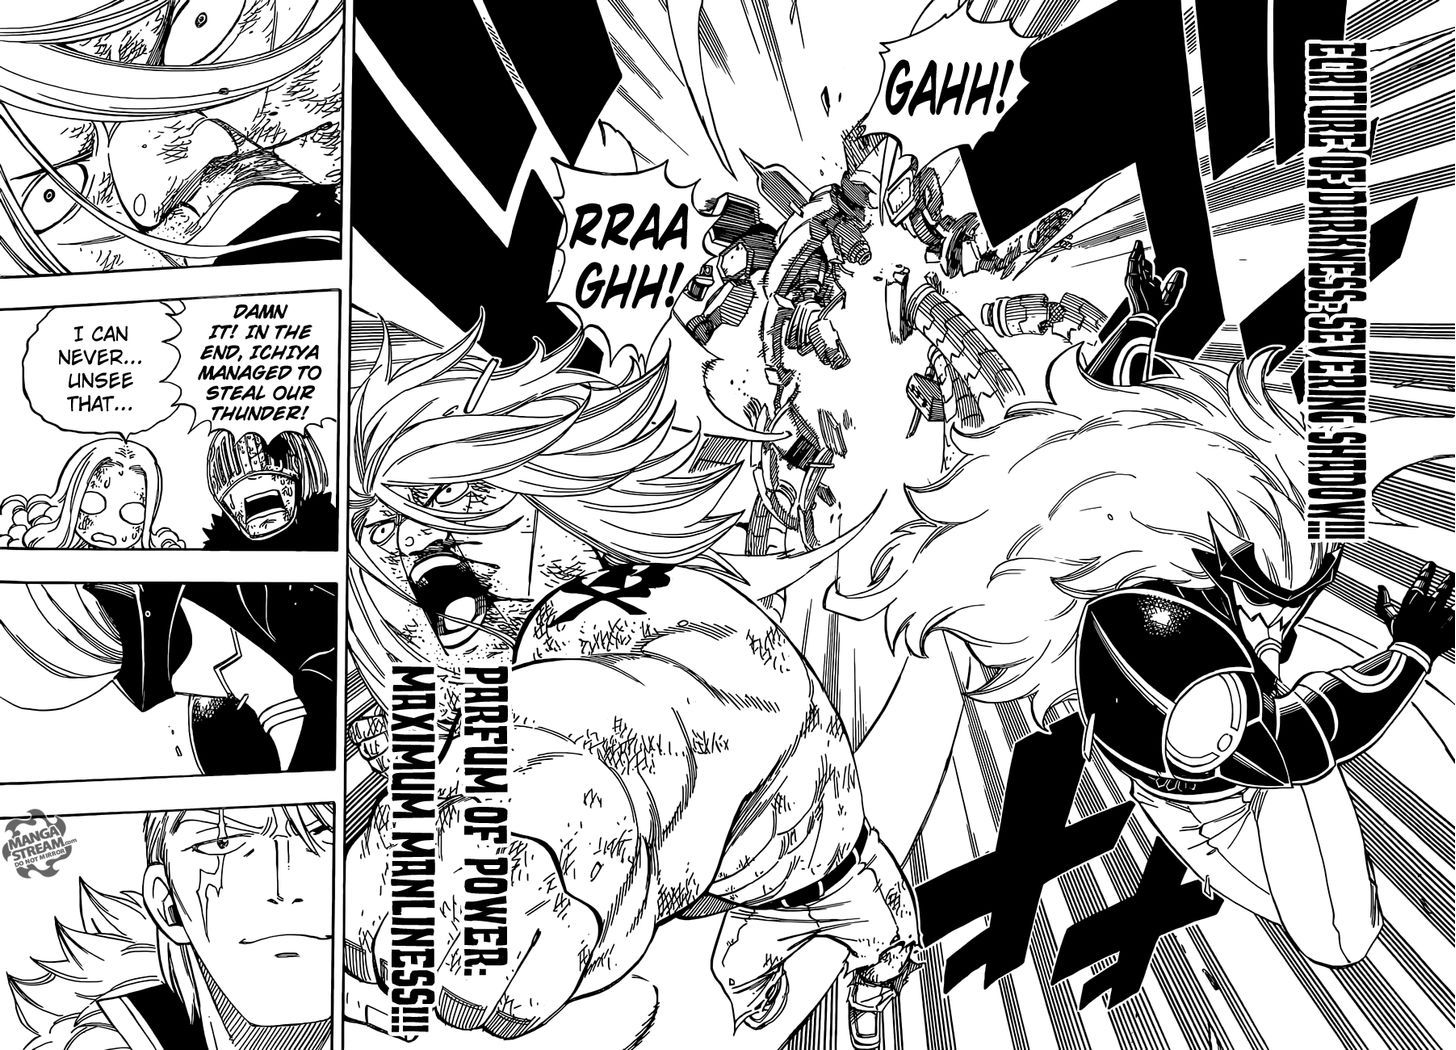 ECRITURE OF DARKNESS: SEVERING SHADOW!!!
GAHH!
RRAA
GHH!
PARFUM OF POWER:
MAXIMUM MANLINESS!!!
DAMN
IT! IN THE
END, ICHIYA
MANAGED TO
STEAL OUR
THUNDER!
I CAN
NEVER...
UNSEE
THAT...
MANGA
STREAM.com
DO NOT MIRROR